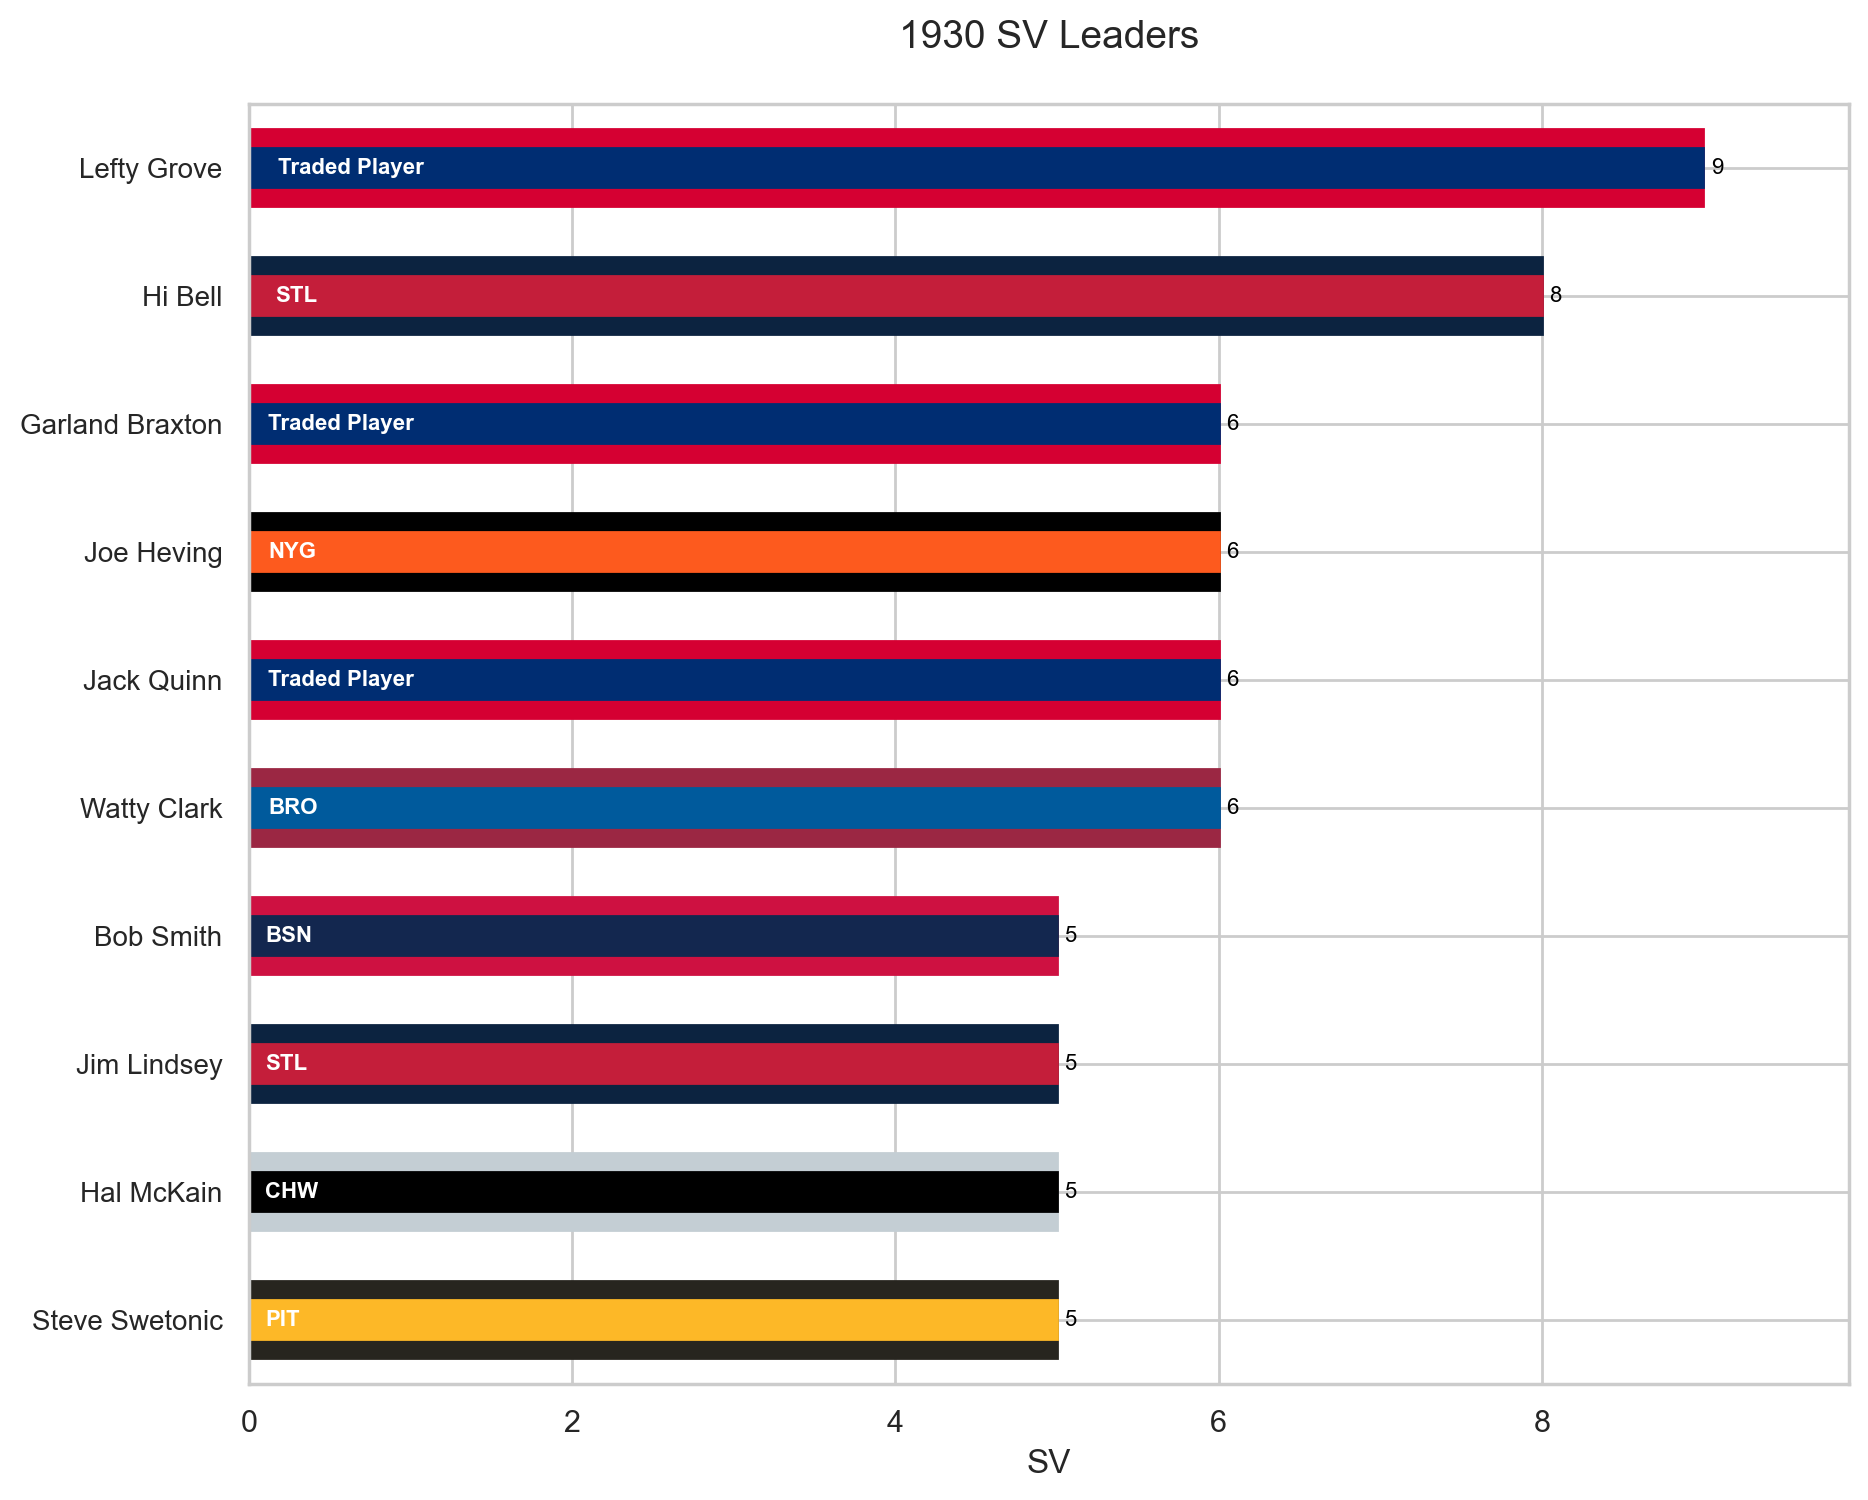 1930 SV Leaders
Lefty Grove Traded Player 9
Hi Bell STL 8
Garland Braxton Traded Player 6
Joe Heving NYG 6
Jack Quinn Traded Player 6
Watty Clark BRO 6
Bob Smith BSN 5
Jim Lindsey STL 5
Hal McKain CHW 5
Steve Swetonic PIT 5
0 2 4 6 8
SV